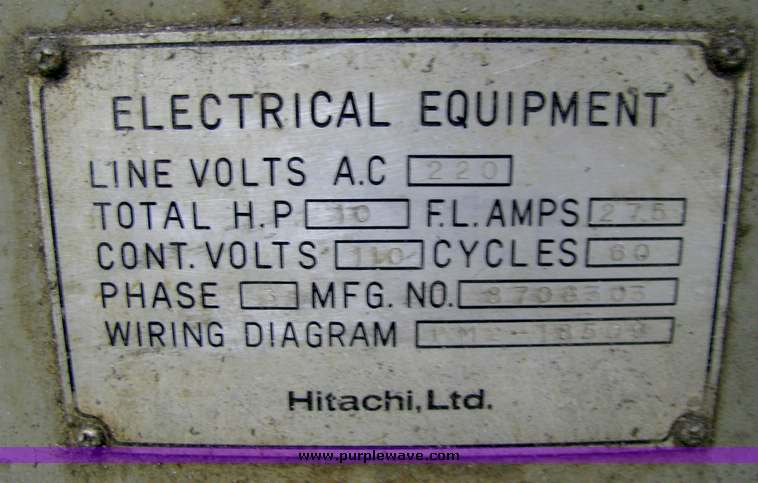 ELECTRICAL EQUIPMENT
LINE VOLTS A.C 220
TOTAL H.P 10 F.L. AMPS 27.5
CONT. VOLTS 110 CYCLES 60
PHASE 3 MFG. NO.
WIRING DIAGRAM
Hitachi, Ltd.
www.purplewave.com